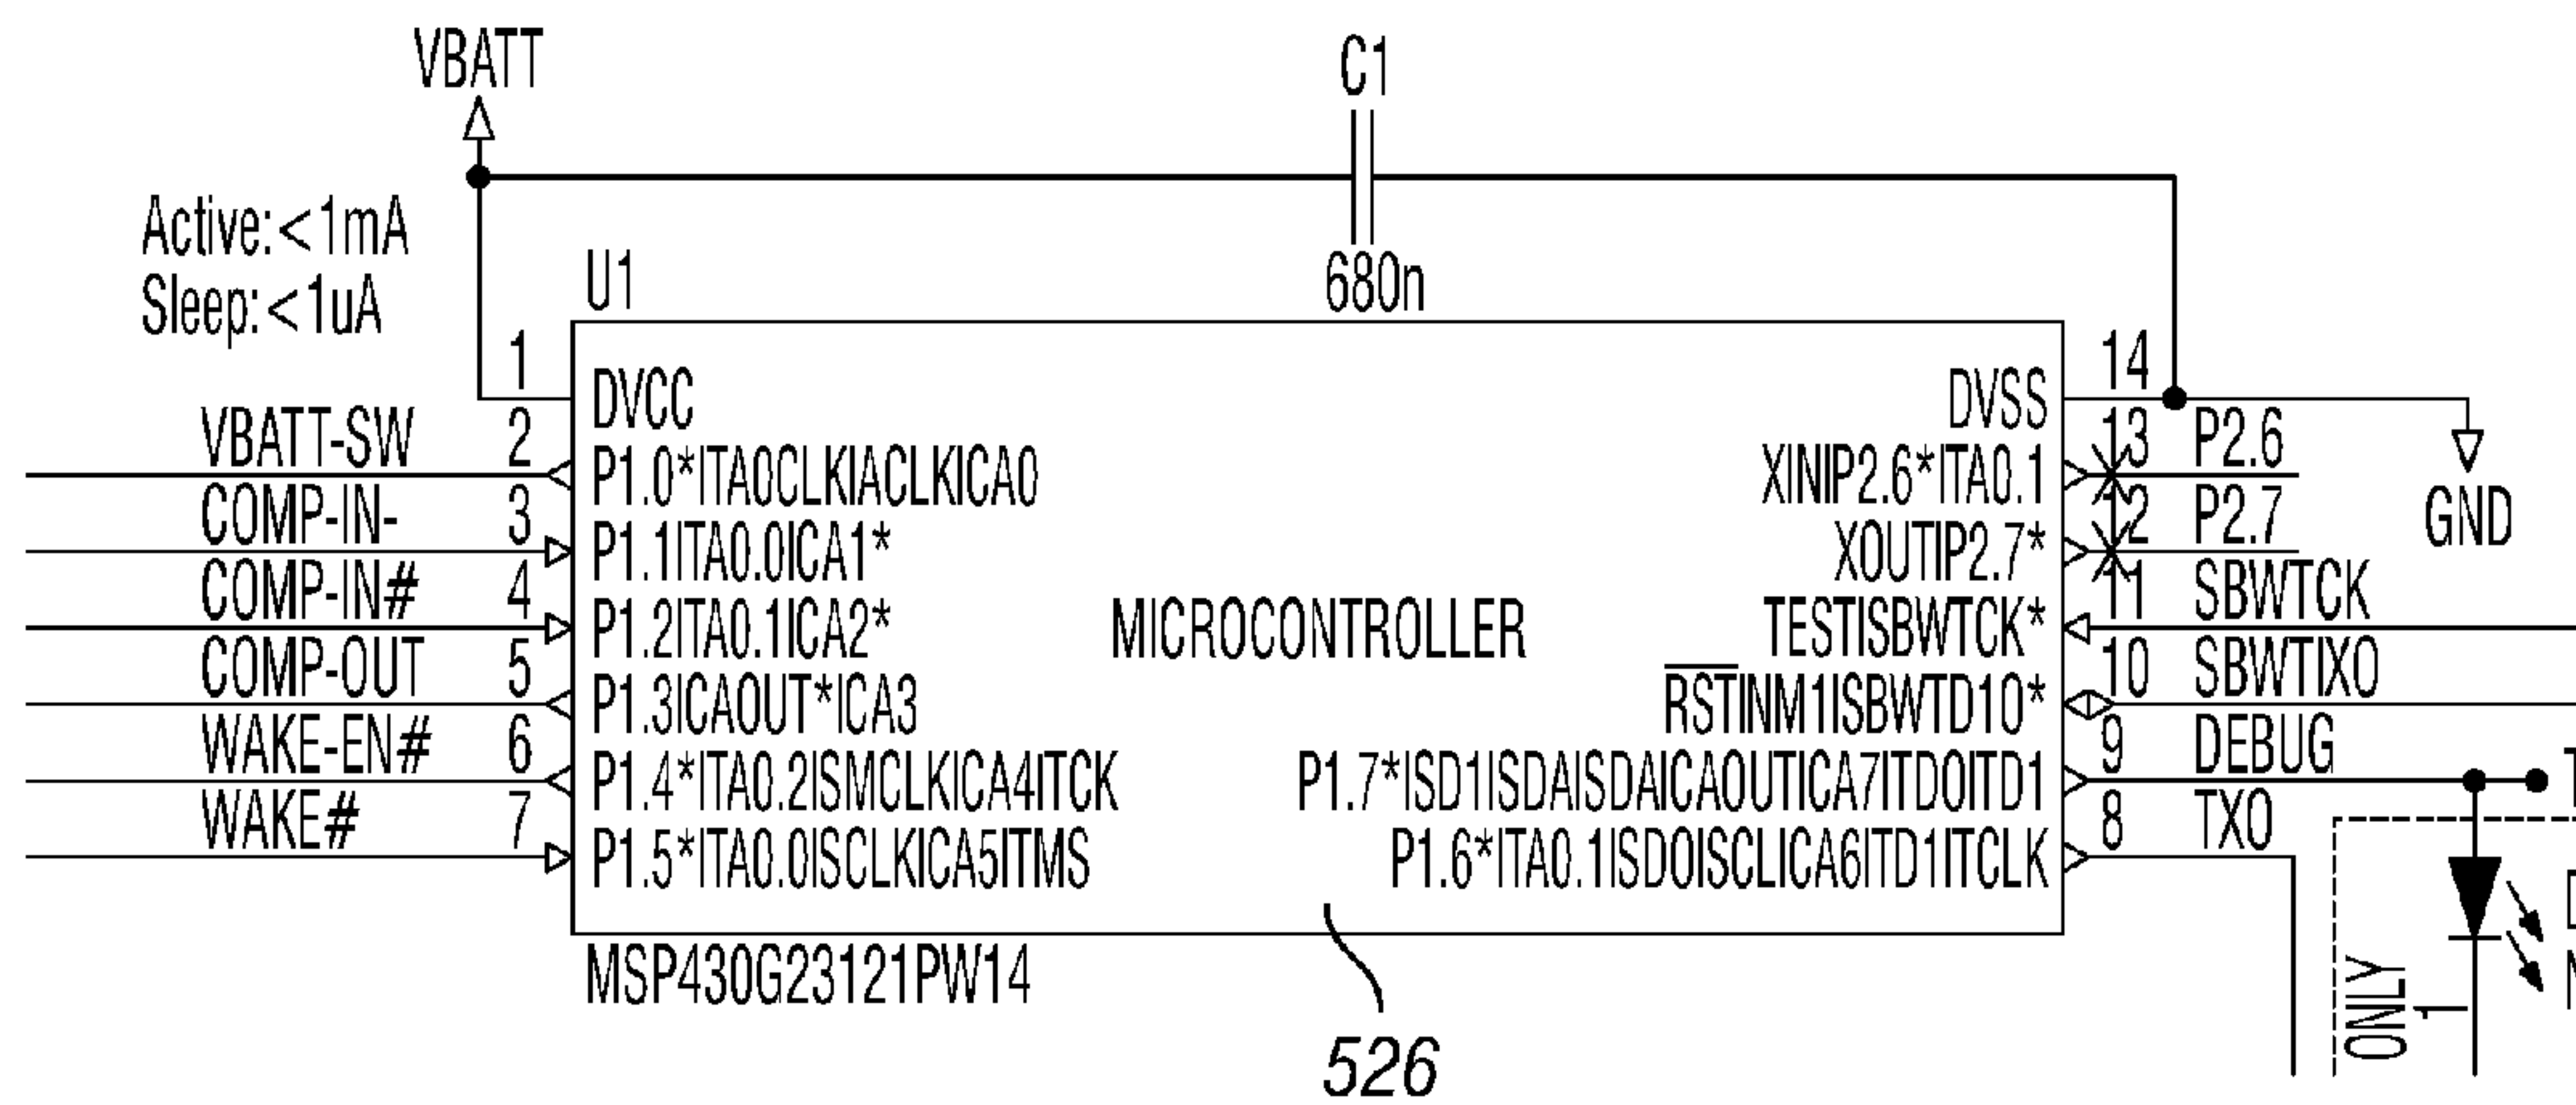 VBATT
C1
680n
Active:<1mA
Sleep:<1uA
U1
1
DVCC
VBATT-SW 2
P1.0*ITA0CLKIACLKICA0
COMP-IN- 3
P1.1ITA0.0ICA1*
COMP-IN# 4
P1.2ITA0.1ICA2*
COMP-OUT 5
P1.3ICAOUT*ICA3
WAKE-EN# 6
P1.4*ITA0.2ISMCLKICA4ITCK
WAKE# 7
P1.5*ITA0.0ISCLKICA5ITMS
MICROCONTROLLER
DVSS
14
XINIP2.6*ITA0.1
13 P2.6
XOUTIP2.7*
12 P2.7
GND
TESTISBWTCK*
11 SBWTCK
RSTINM1ISBWTD10*
10 SBWTIXO
P1.7*ISD1ISDAISDAICAOUTICA7ITDOITD1
9 DEBUG
P1.6*ITA0.1ISDOISCLICA6ITD1ITCLK
8 TXO
MSP430G23121PW14
526
ONLY
1